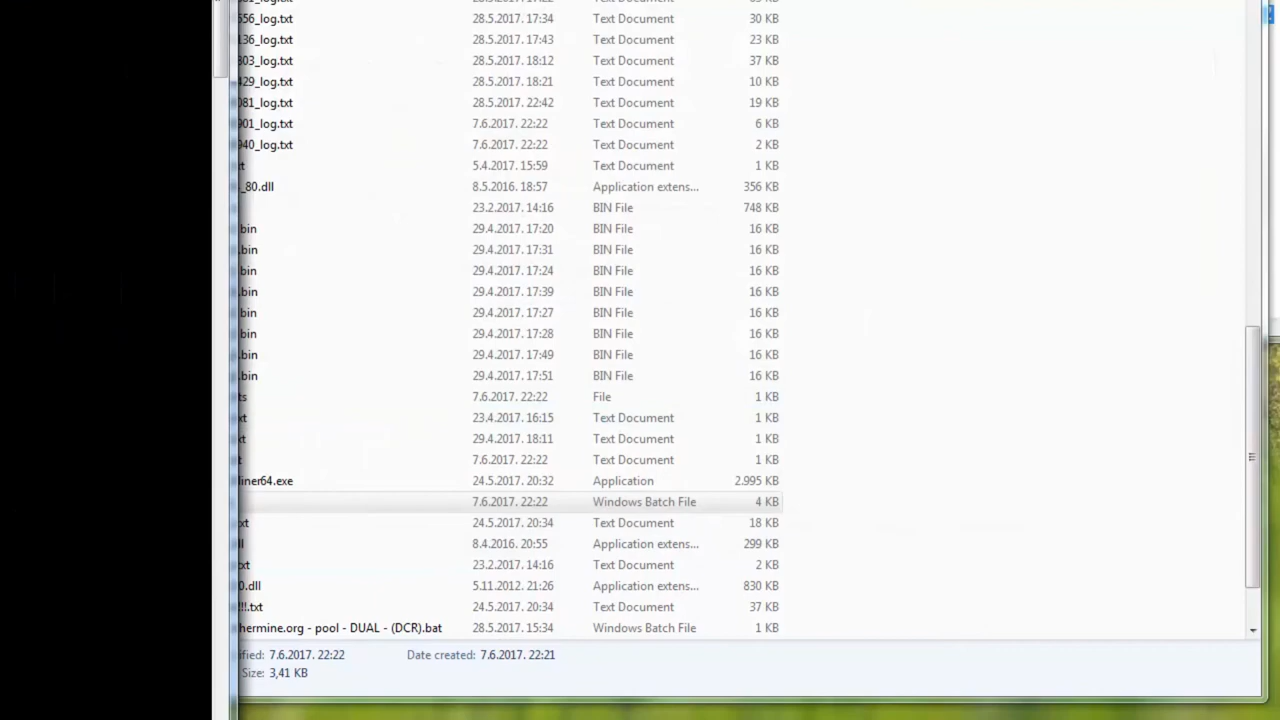 28.5.2017. 17:34 Text Document 30 KB
136_log.txt 28.5.2017. 17:43 Text Document 23 KB
303_log.txt 28.5.2017. 18:12 Text Document 37 KB
429_log.txt 28.5.2017. 18:21 Text Document 10 KB
081_log.txt 28.5.2017. 22:42 Text Document 19 KB
901_log.txt 7.6.2017. 22:22 Text Document 6 KB
940_log.txt 7.6.2017. 22:22 Text Document 2 KB
xt 5.4.2017. 15:59 Text Document 1 KB
_80.dll 8.5.2016. 18:57 Application extens... 356 KB
23.2.2017. 14:16 BIN File 748 KB
bin 29.4.2017. 17:20 BIN File 16 KB
.bin 29.4.2017. 17:31 BIN File 16 KB
bin 29.4.2017. 17:24 BIN File 16 KB
.bin 29.4.2017. 17:39 BIN File 16 KB
bin 29.4.2017. 17:27 BIN File 16 KB
bin 29.4.2017. 17:28 BIN File 16 KB
.bin 29.4.2017. 17:49 BIN File 16 KB
.bin 29.4.2017. 17:51 BIN File 16 KB
ts 7.6.2017. 22:22 File 1 KB
xt 23.4.2017. 16:15 Text Document 1 KB
xt 29.4.2017. 18:11 Text Document 1 KB
t 7.6.2017. 22:22 Text Document 1 KB
iner64.exe 24.5.2017. 20:32 Application 2.995 KB
7.6.2017. 22:22 Windows Batch File 4 KB
xt 24.5.2017. 20:34 Text Document 18 KB
ll 8.4.2016. 20:55 Application extens... 299 KB
xt 23.2.2017. 14:16 Text Document 2 KB
0.dll 5.11.2012. 21:26 Application extens... 830 KB
!!!.txt 24.5.2017. 20:34 Text Document 37 KB
hermine.org - pool - DUAL - (DCR).bat 28.5.2017. 15:34 Windows Batch File 1 KB
ified: 7.6.2017. 22:22 Date created: 7.6.2017. 22:21
Size: 3,41 KB